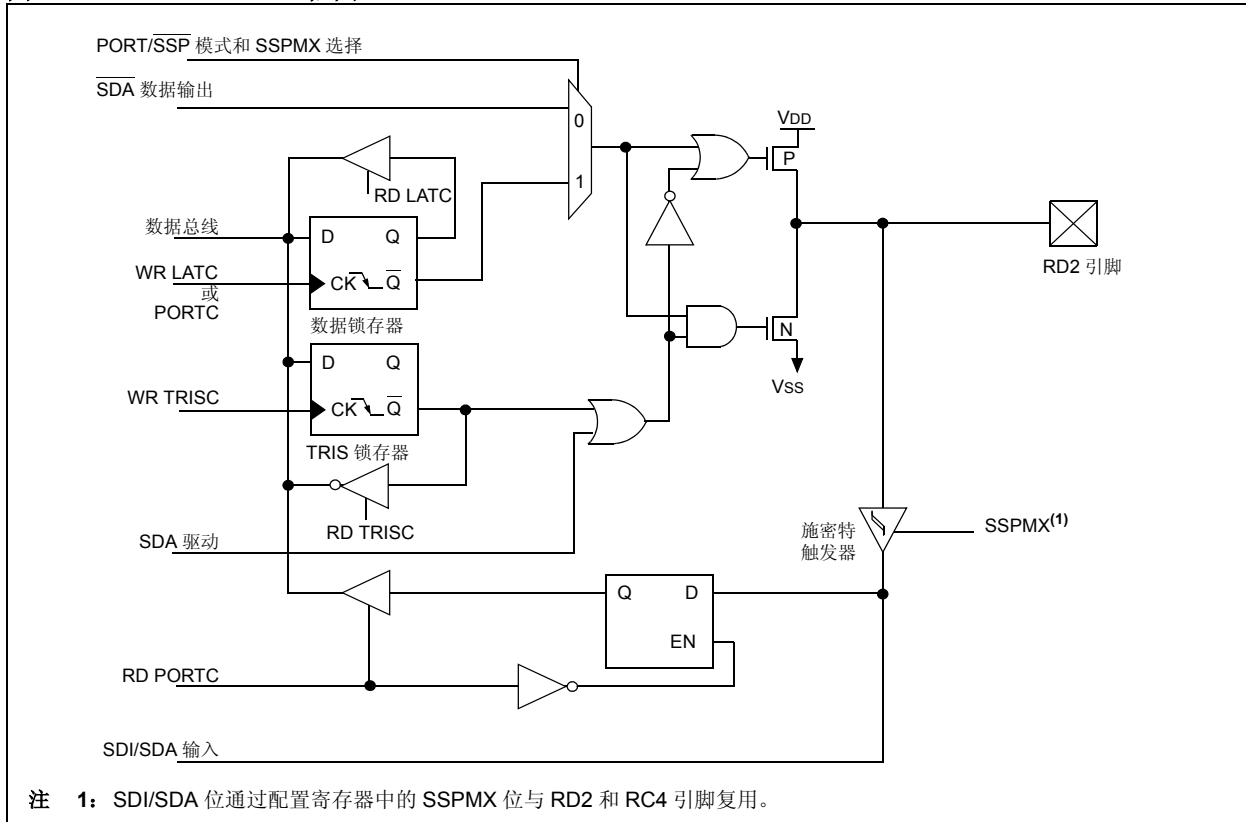 PORT/SSP 模式和 SSPMX 选择
SDA 数据输出
0
VDD
P
1
RD LATC
数据总线
D Q
RD2 引脚
WR LATC
或
PORTC
CK Q
数据锁存器
N
D Q
VSS
WR TRISC
CK Q
TRIS 锁存器
RD TRISC
施密特
触发器
SSPMX(1)
SDA 驱动
Q D
EN
RD PORTC
SDI/SDA 输入
注 1: SDI/SDA 位通过配置寄存器中的 SSPMX 位与 RD2 和 RC4 引脚复用。